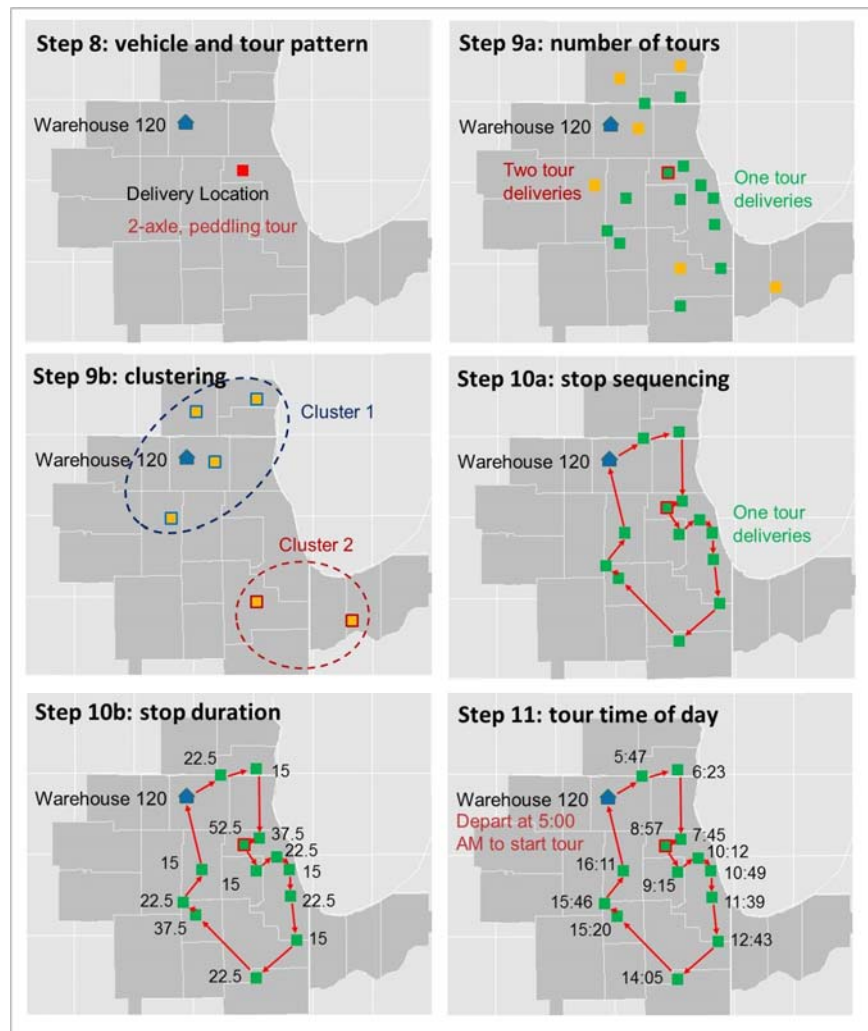 Step 8: vehicle and tour pattern
Warehouse 120
Delivery Location
2-axle, peddling tour
Step 9a: number of tours
Warehouse 120
Two tour
deliveries
One tour
deliveries
Step 9b: clustering
Cluster 1
Warehouse 120
Cluster 2
Step 10a: stop sequencing
Warehouse 120
One tour
deliveries
Step 10b: stop duration
22.5
15
Warehouse 120
52.5
37.5
22.5
15
15
15
22.5
22.5
37.5
15
22.5
Step 11: tour time of day
5:47
6:23
Warehouse 120
Depart at 5:00
AM to start tour
8:57
7:45
10:12
16:11
9:15
10:49
11:39
15:46
15:20
12:43
14:05